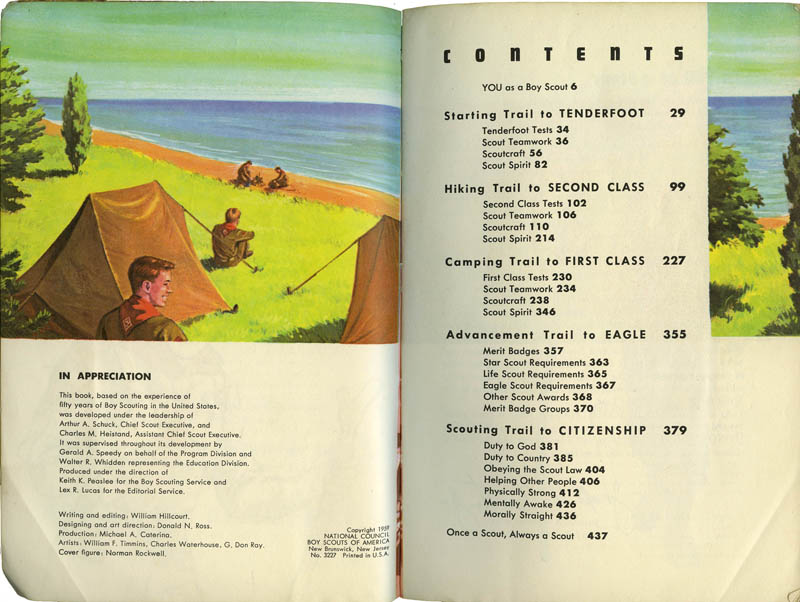 IN APPRECIATION
This book, based on the experience of
fifty years of Boy Scouting in the United States,
was developed under the leadership of
Arthur A. Schuck, Chief Scout Executive, and
Charles M. Heistand, Assistant Chief Scout Executive.
It was supervised throughout its development by
Gerald A. Speedy on behalf of the Program Division and
Walter R. Whidden representing the Education Division.
Produced under the direction of
Keith K. Peaslee for the Boy Scouting Service and
Lex R. Lucas for the Editorial Service.
Writing and editing: William Hillcourt.
Designing and art direction: Donald N. Ross.
Production: Michael A. Caterina.
Artists: William F. Timmins, Charles Waterhouse, G. Don Ray.
Cover figure: Norman Rockwell.
Copyright 1959
NATIONAL COUNCIL
BOY SCOUTS OF AMERICA
New Brunswick, New Jersey
No. 3227 Printed in U.S.A.
CONTENTS
YOU as a Boy Scout 6
Starting Trail to TENDERFOOT 29
Tenderfoot Tests 34
Scout Teamwork 36
Scoutcraft 56
Scout Spirit 82
Hiking Trail to SECOND CLASS 99
Second Class Tests 102
Scout Teamwork 106
Scoutcraft 110
Scout Spirit 214
Camping Trail to FIRST CLASS 227
First Class Tests 230
Scout Teamwork 234
Scoutcraft 238
Scout Spirit 346
Advancement Trail to EAGLE 355
Merit Badges 357
Star Scout Requirements 363
Life Scout Requirements 365
Eagle Scout Requirements 367
Other Scout Awards 368
Merit Badge Groups 370
Scouting Trail to CITIZENSHIP 379
Duty to God 381
Duty to Country 385
Obeying the Scout Law 404
Helping Other People 406
Physically Strong 412
Mentally Awake 426
Morally Straight 436
Once a Scout, Always a Scout 437